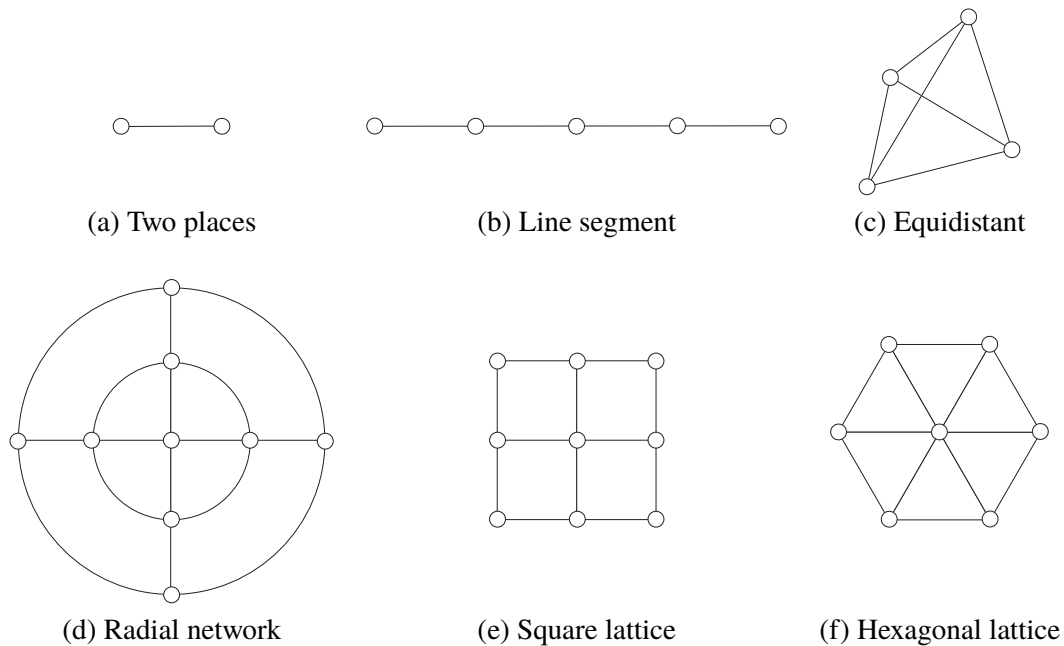 (a) Two places
(b) Line segment
(c) Equidistant
(d) Radial network
(e) Square lattice
(f) Hexagonal lattice